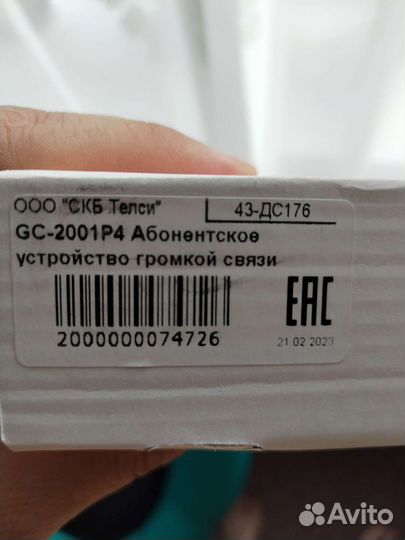 ООО "СКБ Телси"
43-ДС176
GC-2001P4 Абонентское
устройство громкой связи
EAC
2000000074726
21.02.2023
Avito